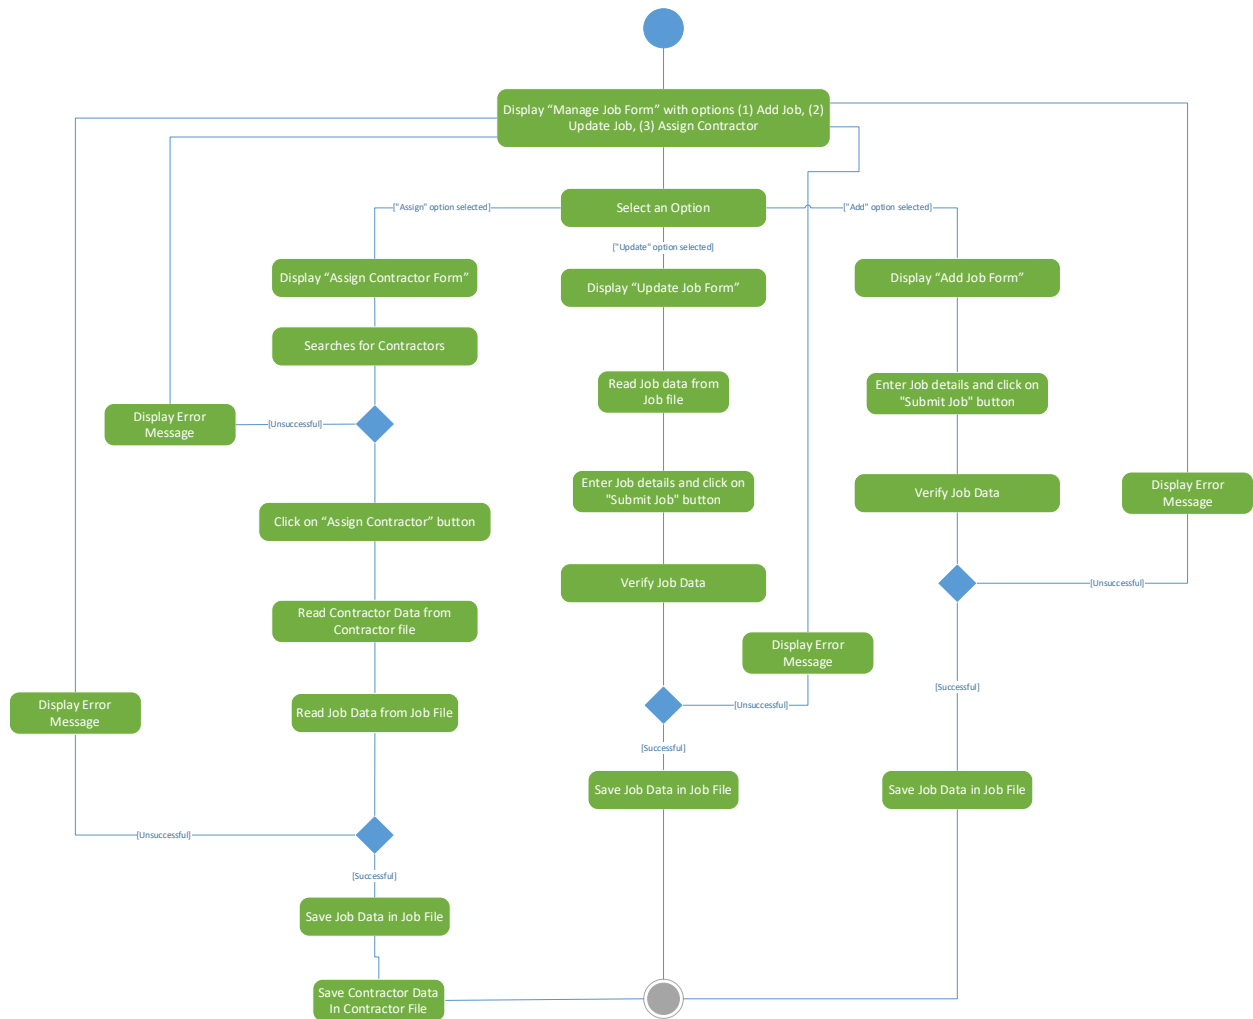 Display “Manage Job Form” with options (1) Add Job, (2)
Update Job, (3) Assign Contractor
Select an Option
["Assign" option selected]
["Add" option selected]
["Update" option selected]
Display “Assign Contractor Form”
Display “Update Job Form”
Display “Add Job Form”
Searches for Contractors
Read Job data from
Job file
Enter Job details and click on
"Submit Job" button
Display Error
Message
[Unsuccessful]
Enter Job details and click on
"Submit Job" button
Verify Job Data
Display Error
Message
Click on “Assign Contractor” button
Verify Job Data
[Unsuccessful]
Read Contractor Data from
Contractor file
Display Error
Message
[Successful]
Display Error
Message
Read Job Data from Job File
[Unsuccessful]
[Successful]
Save Job Data in Job File
Save Job Data in Job File
[Unsuccessful]
[Successful]
Save Job Data in Job File
Save Contractor Data
In Contractor File